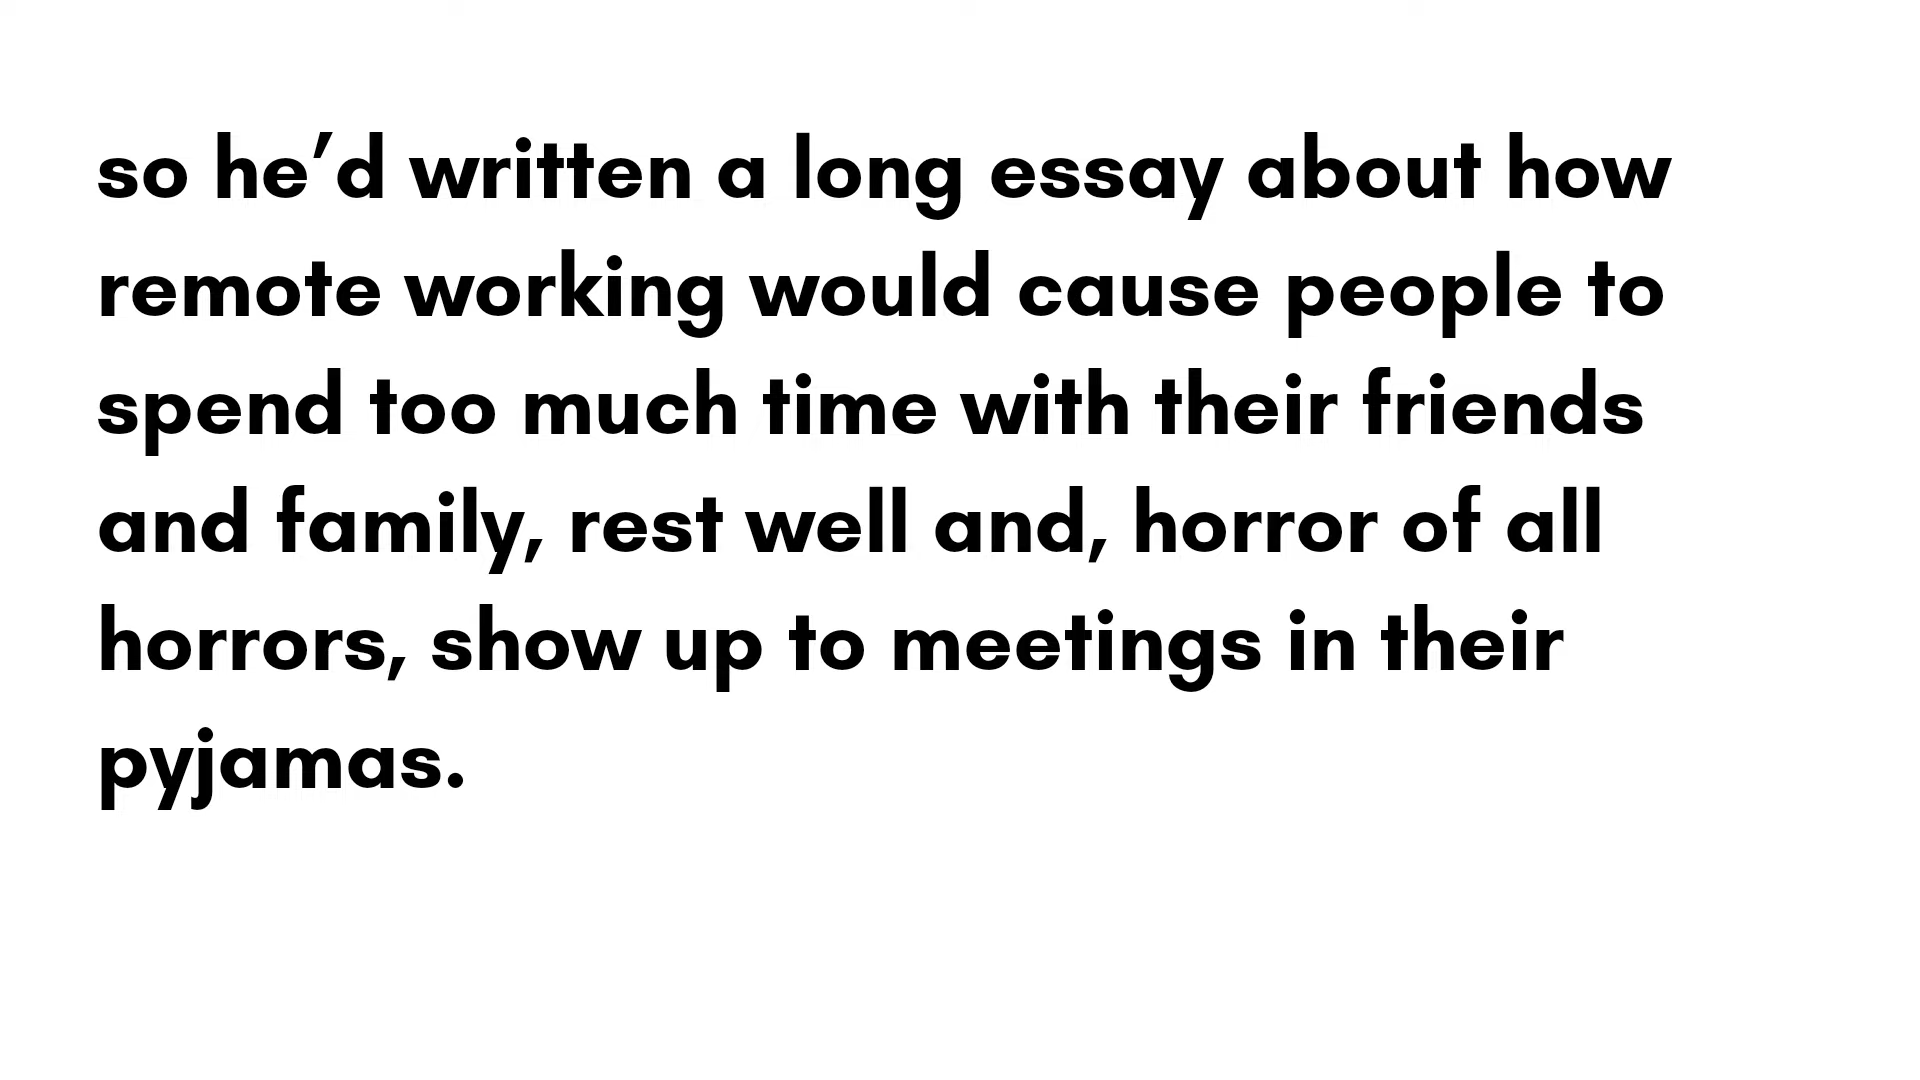 so he’d written a long essay about how
remote working would cause people to
spend too much time with their friends
and family, rest well and, horror of all
horrors, show up to meetings in their
pyjamas.